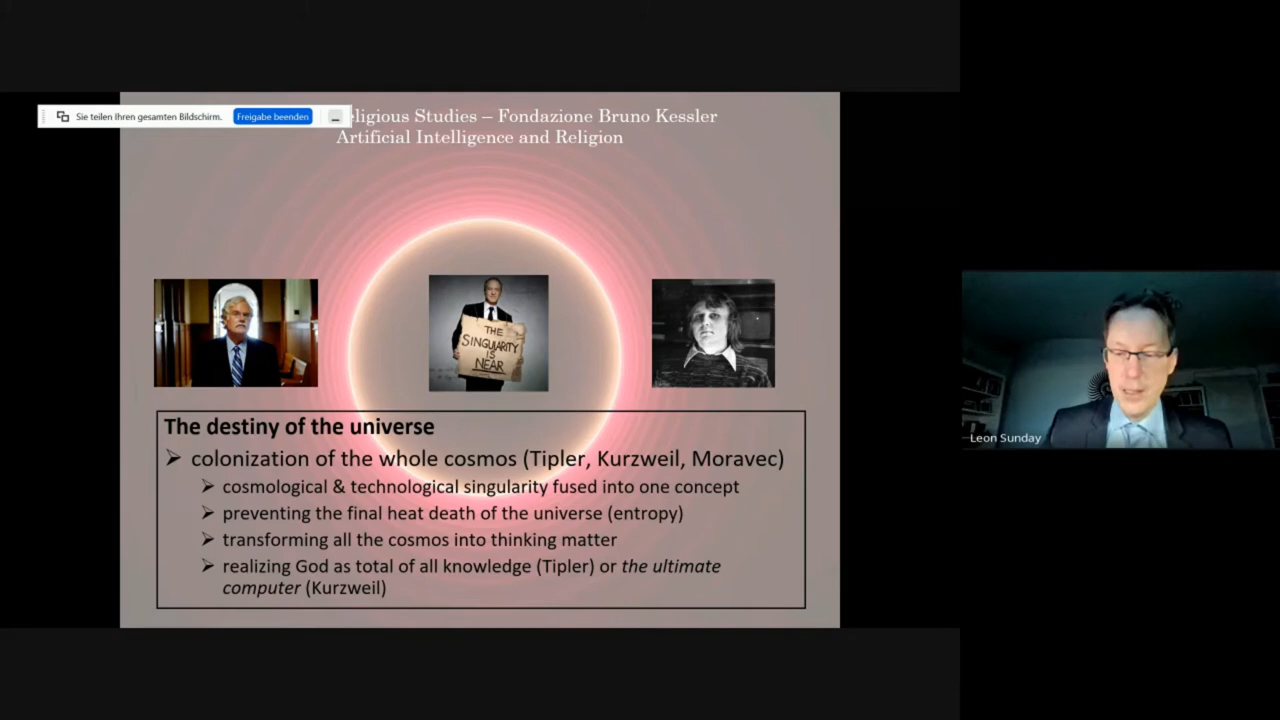 Sie teilen Ihren gesamten Bildschirm. Freigabe beenden
eligious Studies – Fondazione Bruno Kessler
Artificial Intelligence and Religion
THE
SINGULARITY
IS
NEAR
The destiny of the universe
➢ colonization of the whole cosmos (Tipler, Kurzweil, Moravec)
➢ cosmological & technological singularity fused into one concept
➢ preventing the final heat death of the universe (entropy)
➢ transforming all the cosmos into thinking matter
➢ realizing God as total of all knowledge (Tipler) or the ultimate
computer (Kurzweil)
Leon Sunday